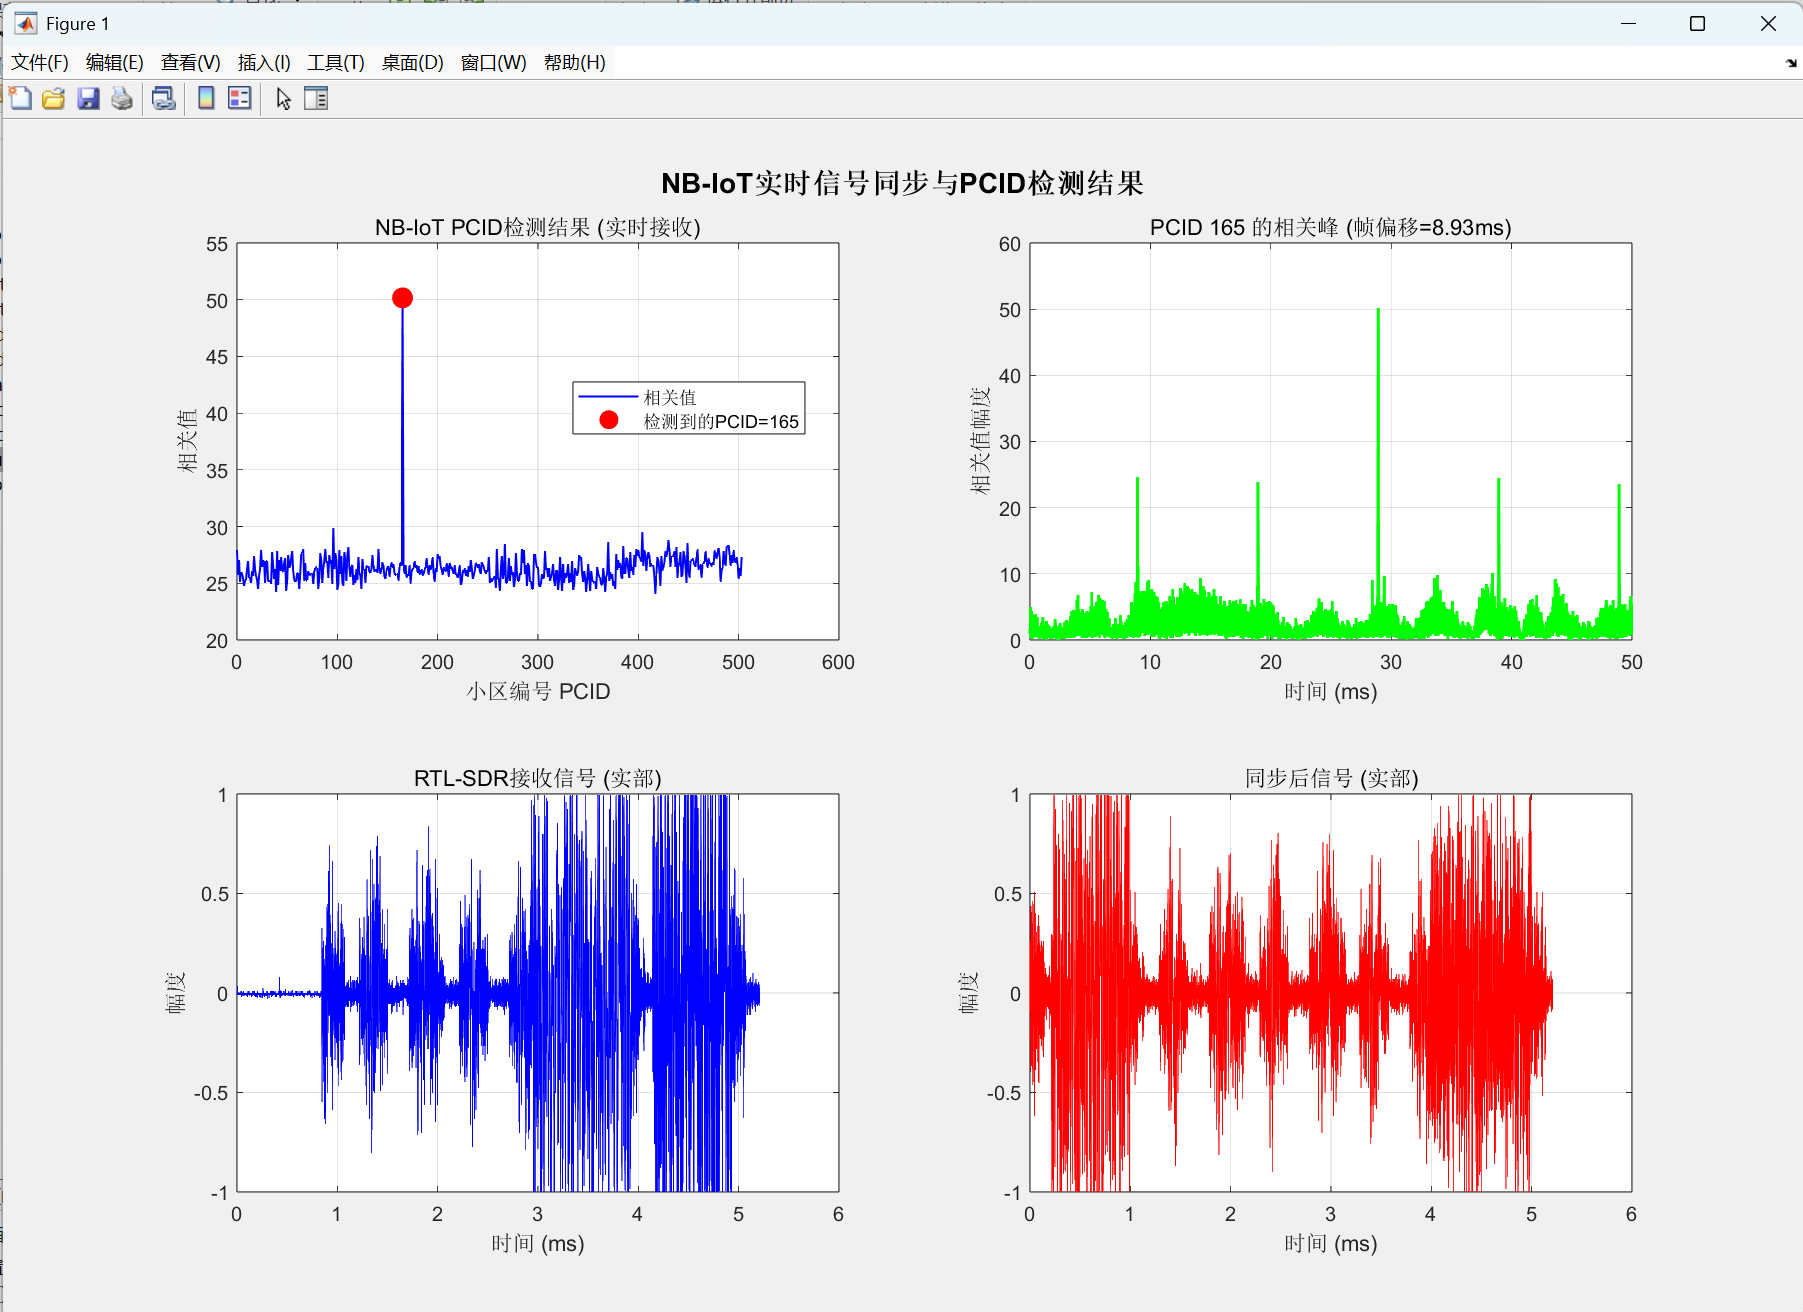 Figure 1
文件(F) 编辑(E) 查看(V) 插入(I) 工具(T) 桌面(D) 窗口(W) 帮助(H)
NB-IoT实时信号同步与PCID检测结果
NB-IoT PCID检测结果 (实时接收)
55
50
45
40
35
30
25
20
0 100 200 300 400 500 600
相关值
小区编号 PCID
相关值
检测到的PCID=165
PCID 165 的相关峰 (帧偏移=8.93ms)
60
50
40
30
20
10
0
0 10 20 30 40 50
相关值幅度
时间 (ms)
RTL-SDR接收信号 (实部)
1
0.5
0
-0.5
-1
0 1 2 3 4 5 6
幅度
时间 (ms)
同步后信号 (实部)
1
0.5
0
-0.5
-1
0 1 2 3 4 5 6
幅度
时间 (ms)